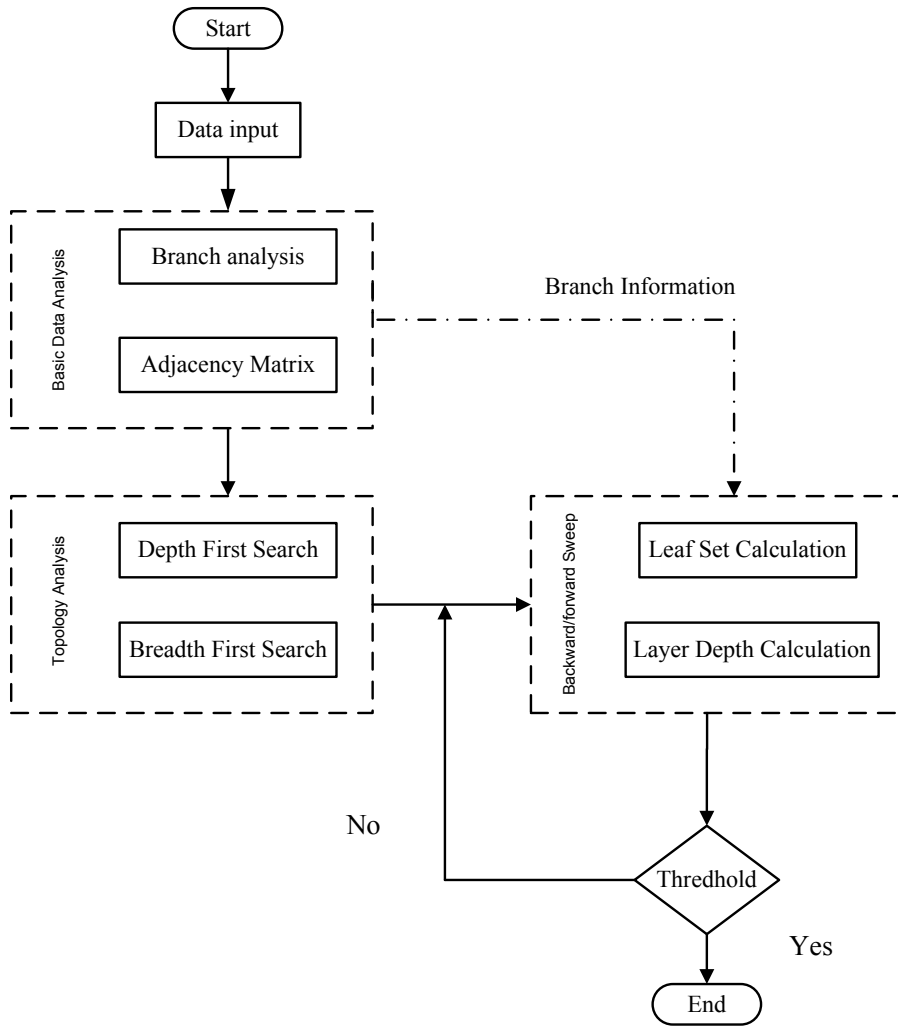 Start
Data input
Basic Data Analysis
Branch analysis
Adjacency Matrix
Branch Information
Topology Analysis
Depth First Search
Breadth First Search
Backward/forward Sweep
Leaf Set Calculation
Layer Depth Calculation
No
Thredhold
Yes
End